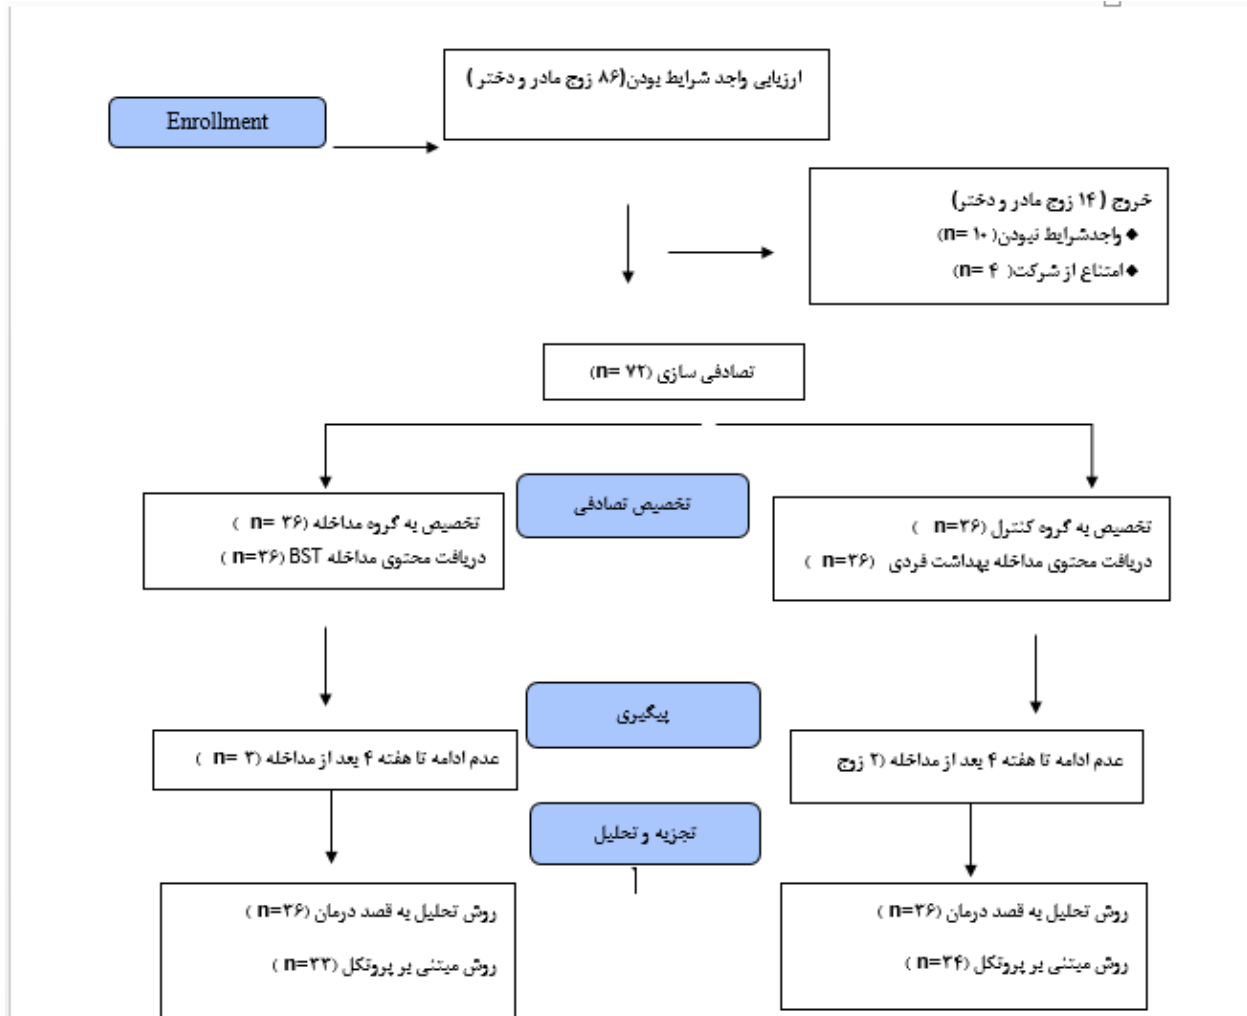 ارزیابی واجد شرایط بودن(۸۶ زوج مادر و دختر )
Enrollment
خروج ( ۱۴ زوج مادر و دختر)
♦ واجدشرایط نبودن( ۱۰ =n)
♦امتناع از شرکت( ۴ =n)
تصادفی سازی (۷۲ =n)
تخصیص تصادفی
تخصیص به گروه کنترل (۳۶=n )
دریافت محتوی مداخله بهداشت فردی (۳۶=n )
تخصیص به گروه مداخله (۳۶ =n )
دریافت محتوی مداخله BST (۳۶=n )
پیگیری
عدم ادامه تا هفته ۴ بعد از مداخله (۲ زوج
عدم ادامه تا هفته ۴ بعد از مداخله (۳ =n )
تجزیه و تحلیل
روش تحلیل به قصد درمان (۳۶=n )
روش مبتنی بر پروتکل (۳۴=n )
روش تحلیل به قصد درمان (۳۶=n )
روش مبتنی بر پروتکل (۳۳=n )